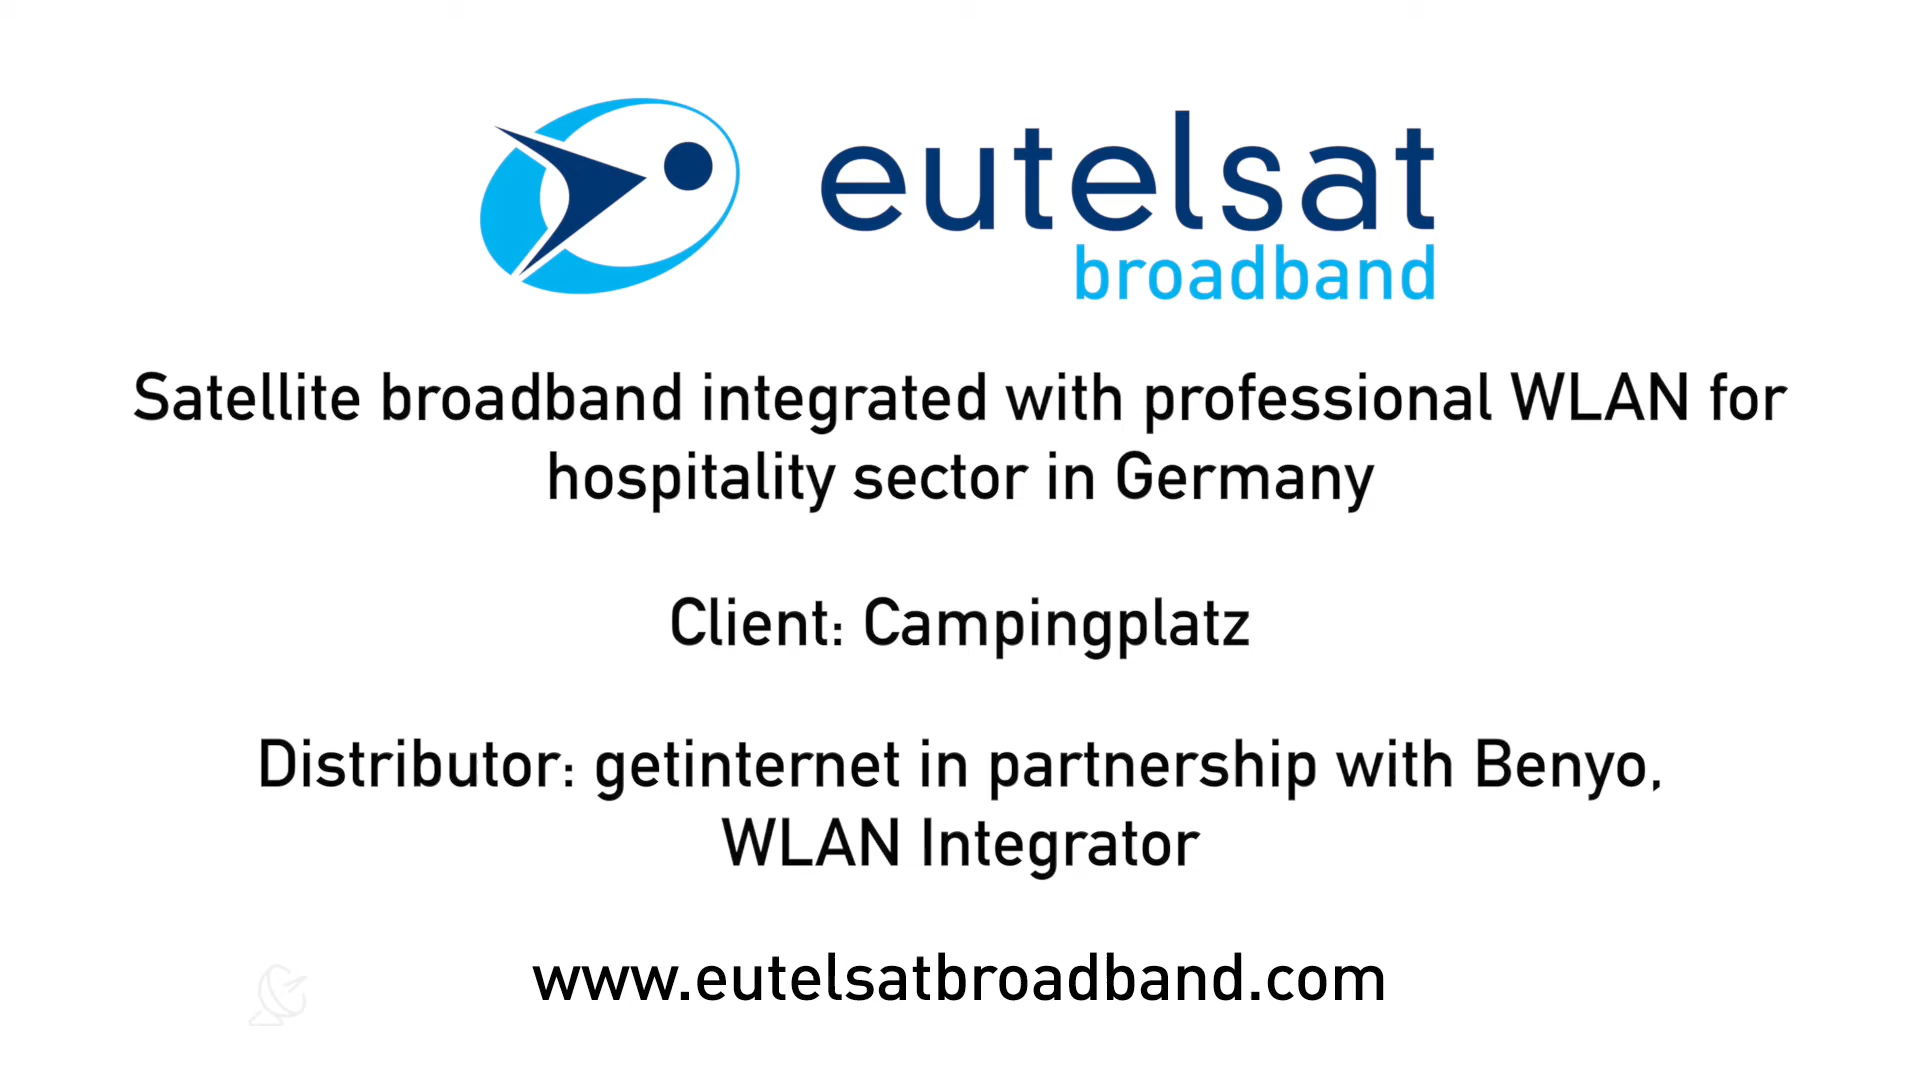 eutelsat
broadband
Satellite broadband integrated with professional WLAN for
hospitality sector in Germany
Client: Campingplatz
Distributor: getinternet in partnership with Benyo,
WLAN Integrator
www.eutelsatbroadband.com